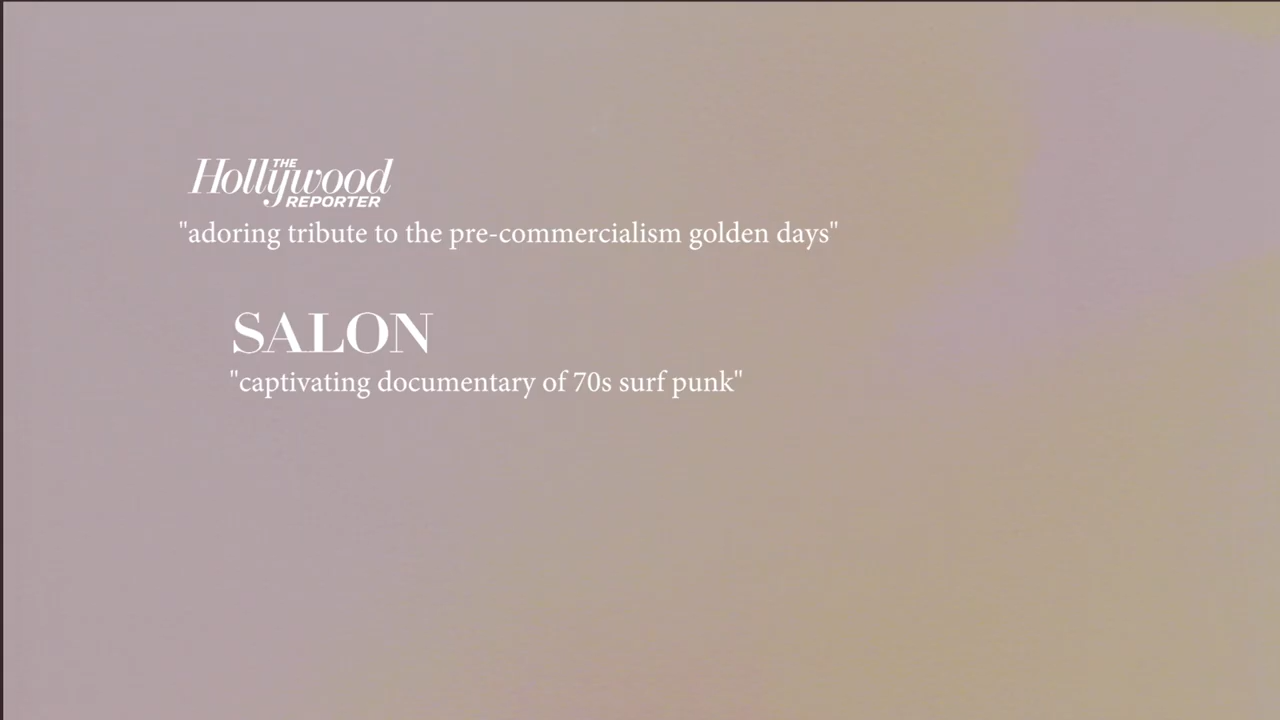 THE
Hollywood
REPORTER
"adoring tribute to the pre-commercialism golden days"
SALON
"captivating documentary of 70s surf punk"